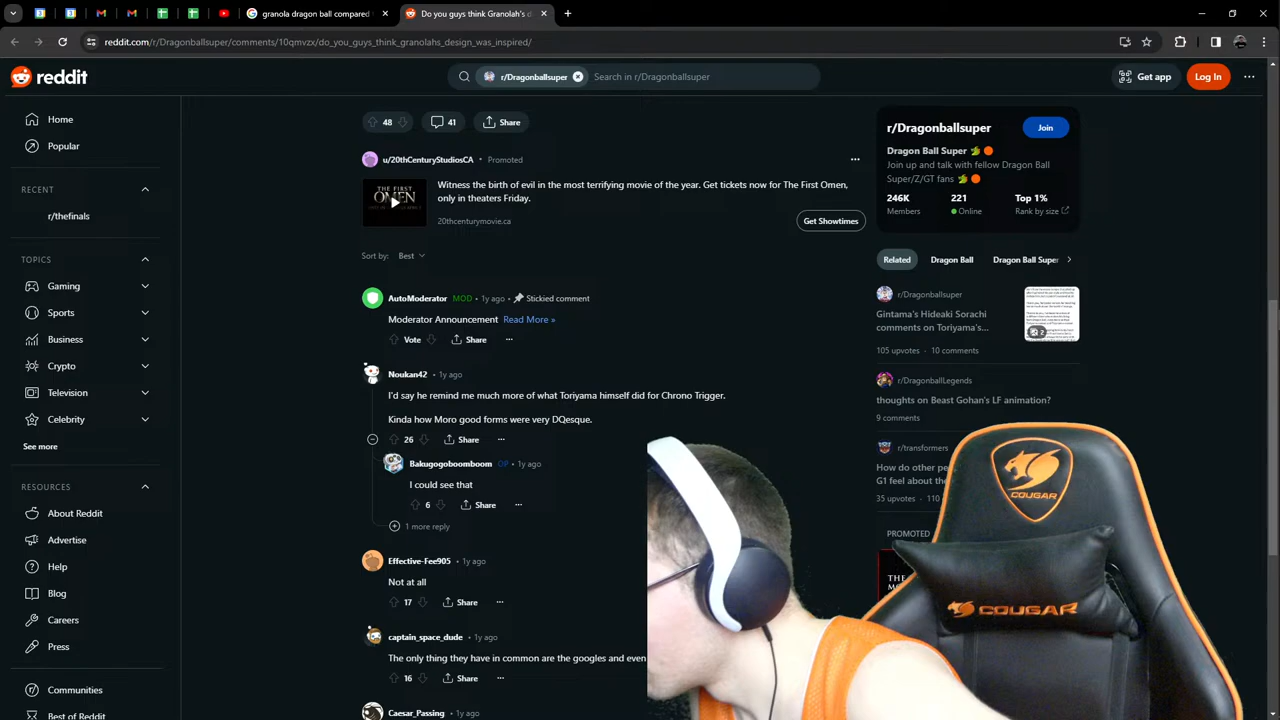 granola dragon ball compared
Do you guys think Granolah's d
reddit.com/r/Dragonballsuper/comments/10qmvzx/do_you_guys_think_granolahs_design_was_inspired/
reddit
r/Dragonballsuper
Search in r/Dragonballsuper
Get app
Log In
Home
Popular
RECENT
r/thefinals
TOPICS
Gaming
Sports
Business
Crypto
Television
Celebrity
See more
RESOURCES
About Reddit
Advertise
Help
Blog
Careers
Press
Communities
Best of Reddit
48
41
Share
u/20thCenturyStudiosCA • Promoted
THE FIRST
OMEN
Witness the birth of evil in the most terrifying movie of the year. Get tickets now for The First Omen,
only in theaters Friday.
20thcenturymovie.ca
Get Showtimes
Sort by: Best
AutoModerator MOD • 1y ago • Stickied comment
Moderator Announcement Read More »
Vote Share
Noukan42 • 1y ago
I'd say he remind me much more of what Toriyama himself did for Chrono Trigger.
Kinda how Moro good forms were very DQesque.
26 Share
Bakugogoboomboom OP • 1y ago
I could see that
6 Share
1 more reply
Effective-Fee905 • 1y ago
Not at all
17 Share
captain_space_dude • 1y ago
The only thing they have in common are the googles and even
16 Share
Caesar_Passing • 1y ago
r/Dragonballsuper
Join
Dragon Ball Super
Join up and talk with fellow Dragon
Ball Super/Z/GT fans
246K 221 Top 1%
Members Online Rank by size
Related Dragon Ball Dragon Ball Super
r/Dragonballsuper
Gintama's Hideaki Sorachi
comments on Toriyama's...
105 upvotes • 10 comments
r/DragonballLegends
thoughts on Beast Gohan's LF animation?
9 comments
r/transformers
How do other pe
G1 feel about the
35 upvotes • 110
PROMOTED
THE
COUGAR
COUGAR